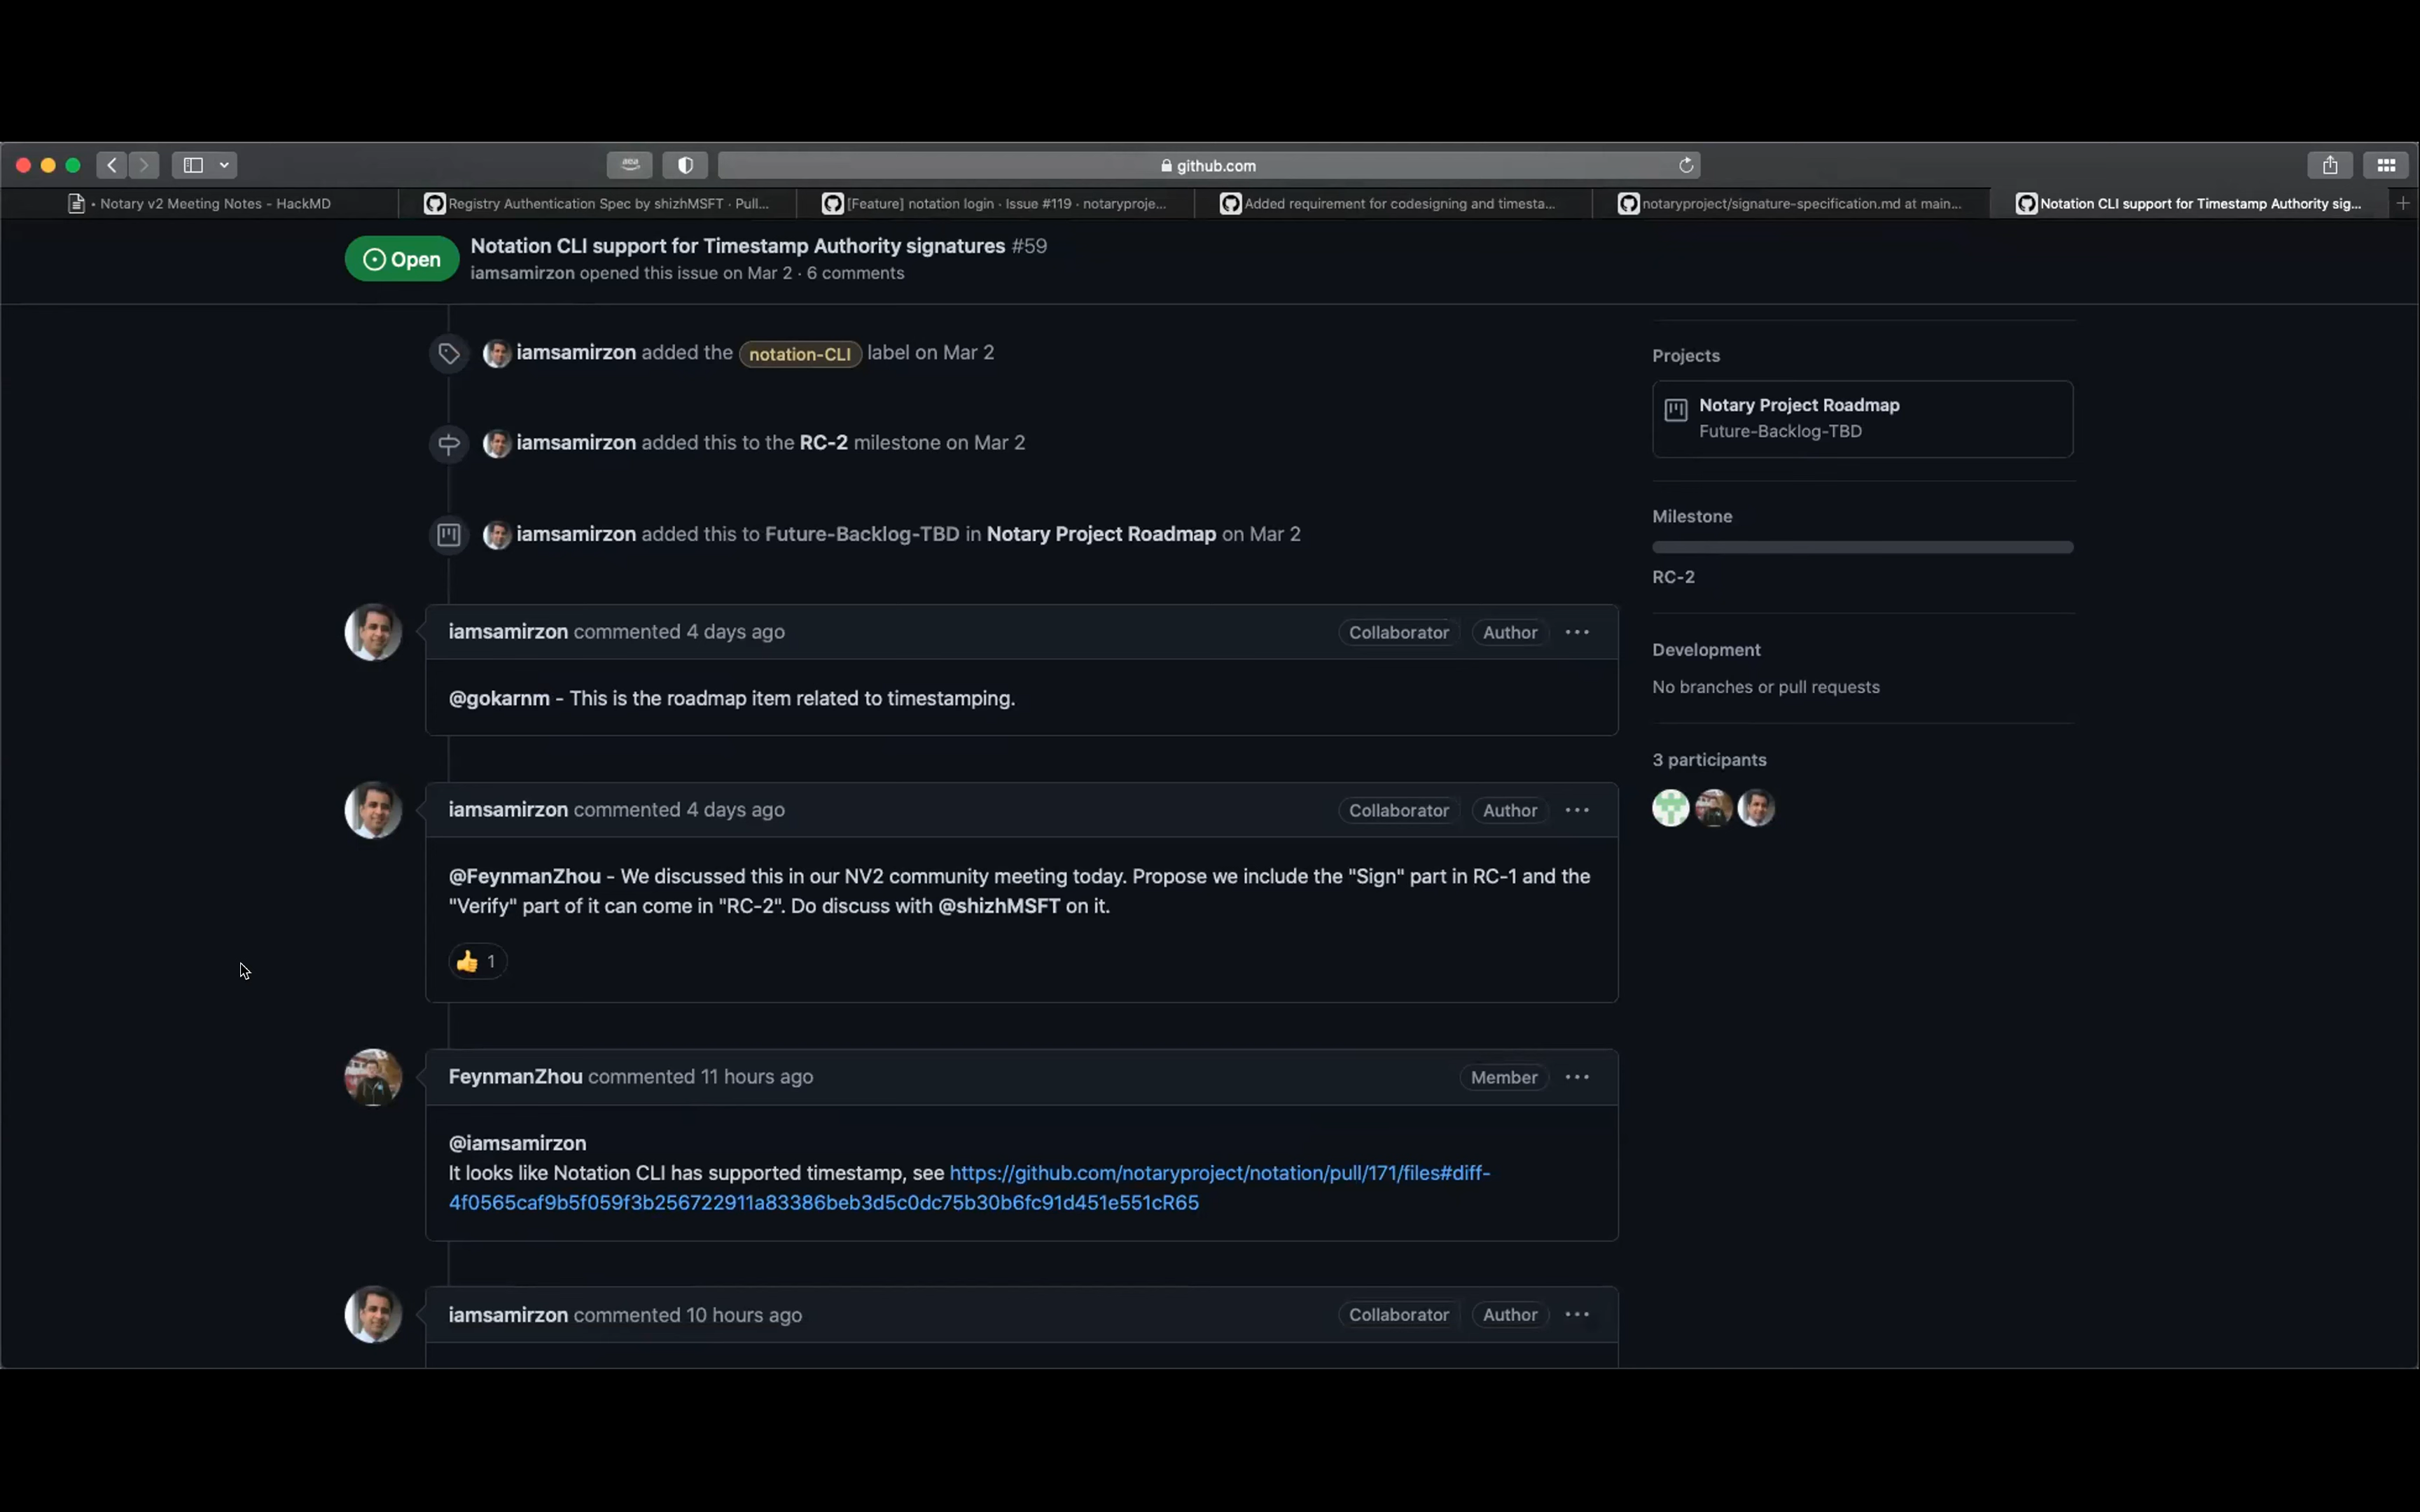 github.com
• Notary v2 Meeting Notes - HackMD
Registry Authentication Spec by shizhMSFT · Pull...
[Feature] notation login · Issue #119 · notaryproje...
Added requirement for codesigning and timesta...
notaryproject/signature-specification.md at main...
Notation CLI support for Timestamp Authority sig...
Open
Notation CLI support for Timestamp Authority signatures #59
iamsamirzon opened this issue on Mar 2 · 6 comments
iamsamirzon added the notation-CLI label on Mar 2
iamsamirzon added this to the RC-2 milestone on Mar 2
iamsamirzon added this to Future-Backlog-TBD in Notary Project Roadmap on Mar 2
iamsamirzon commented 4 days ago
Collaborator
Author
@gokarnm - This is the roadmap item related to timestamping.
iamsamirzon commented 4 days ago
Collaborator
Author
@FeynmanZhou - We discussed this in our NV2 community meeting today. Propose we include the "Sign" part in RC-1 and the
"Verify" part of it can come in "RC-2". Do discuss with @shizhMSFT on it.
👍 1
FeynmanZhou commented 11 hours ago
Member
@iamsamirzon
It looks like Notation CLI has supported timestamp, see https://github.com/notaryproject/notation/pull/171/files#diff-
4f0565caf9b5f059f3b256722911a83386beb3d5c0dc75b30b6fc91d451e551cR65
iamsamirzon commented 10 hours ago
Collaborator
Author
Projects
Notary Project Roadmap
Future-Backlog-TBD
Milestone
RC-2
Development
No branches or pull requests
3 participants